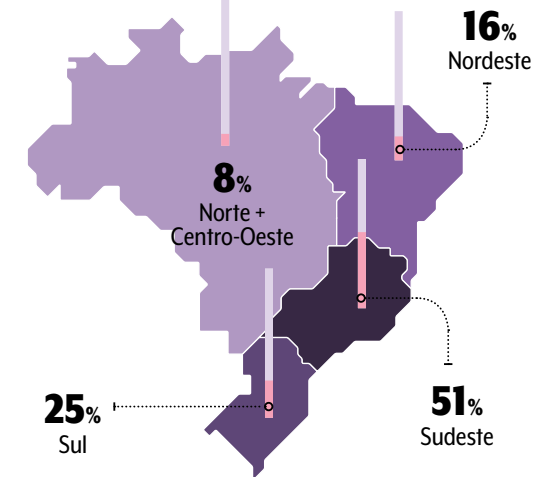 16%
Nordeste
8%
Norte +
Centro-Oeste
25%
Sul
51%
Sudeste